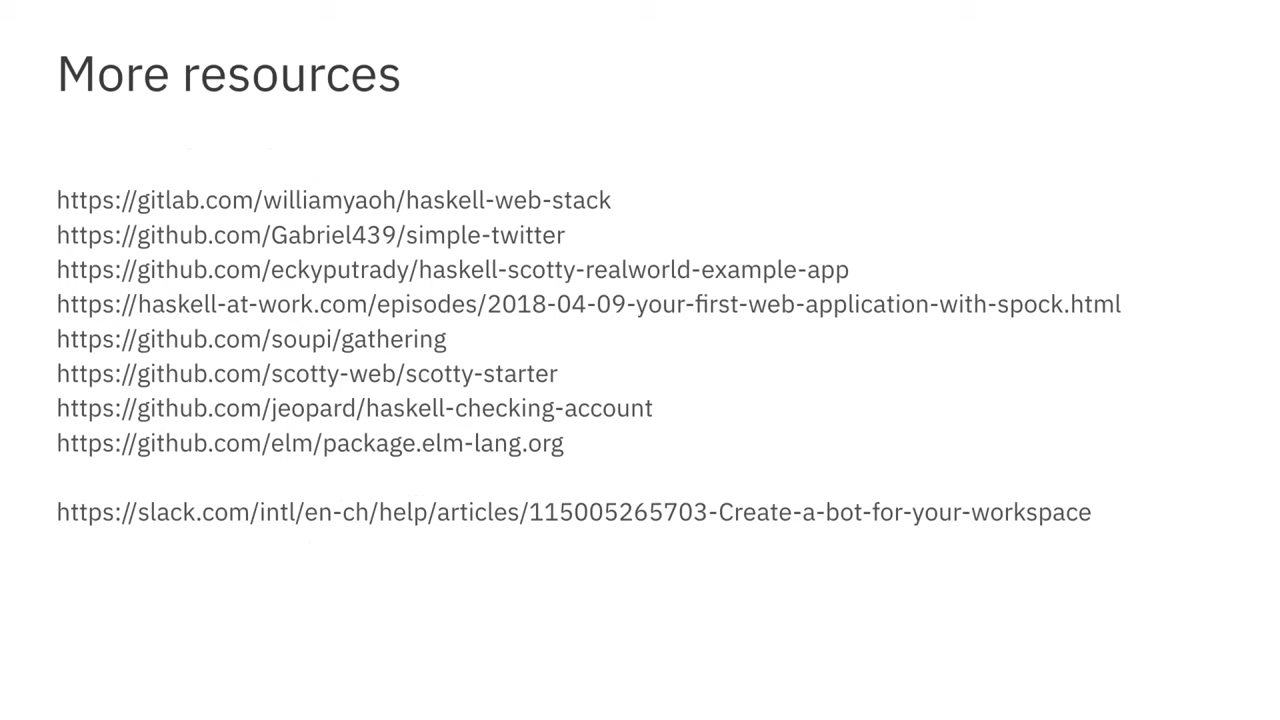 More resources
https://gitlab.com/williamyaoh/haskell-web-stack
https://github.com/Gabriel439/simple-twitter
https://github.com/eckyputrady/haskell-scotty-realworld-example-app
https://haskell-at-work.com/episodes/2018-04-09-your-first-web-application-with-spock.html
https://github.com/soupi/gathering
https://github.com/scotty-web/scotty-starter
https://github.com/jeopard/haskell-checking-account
https://github.com/elm/package.elm-lang.org
https://slack.com/intl/en-ch/help/articles/115005265703-Create-a-bot-for-your-workspace